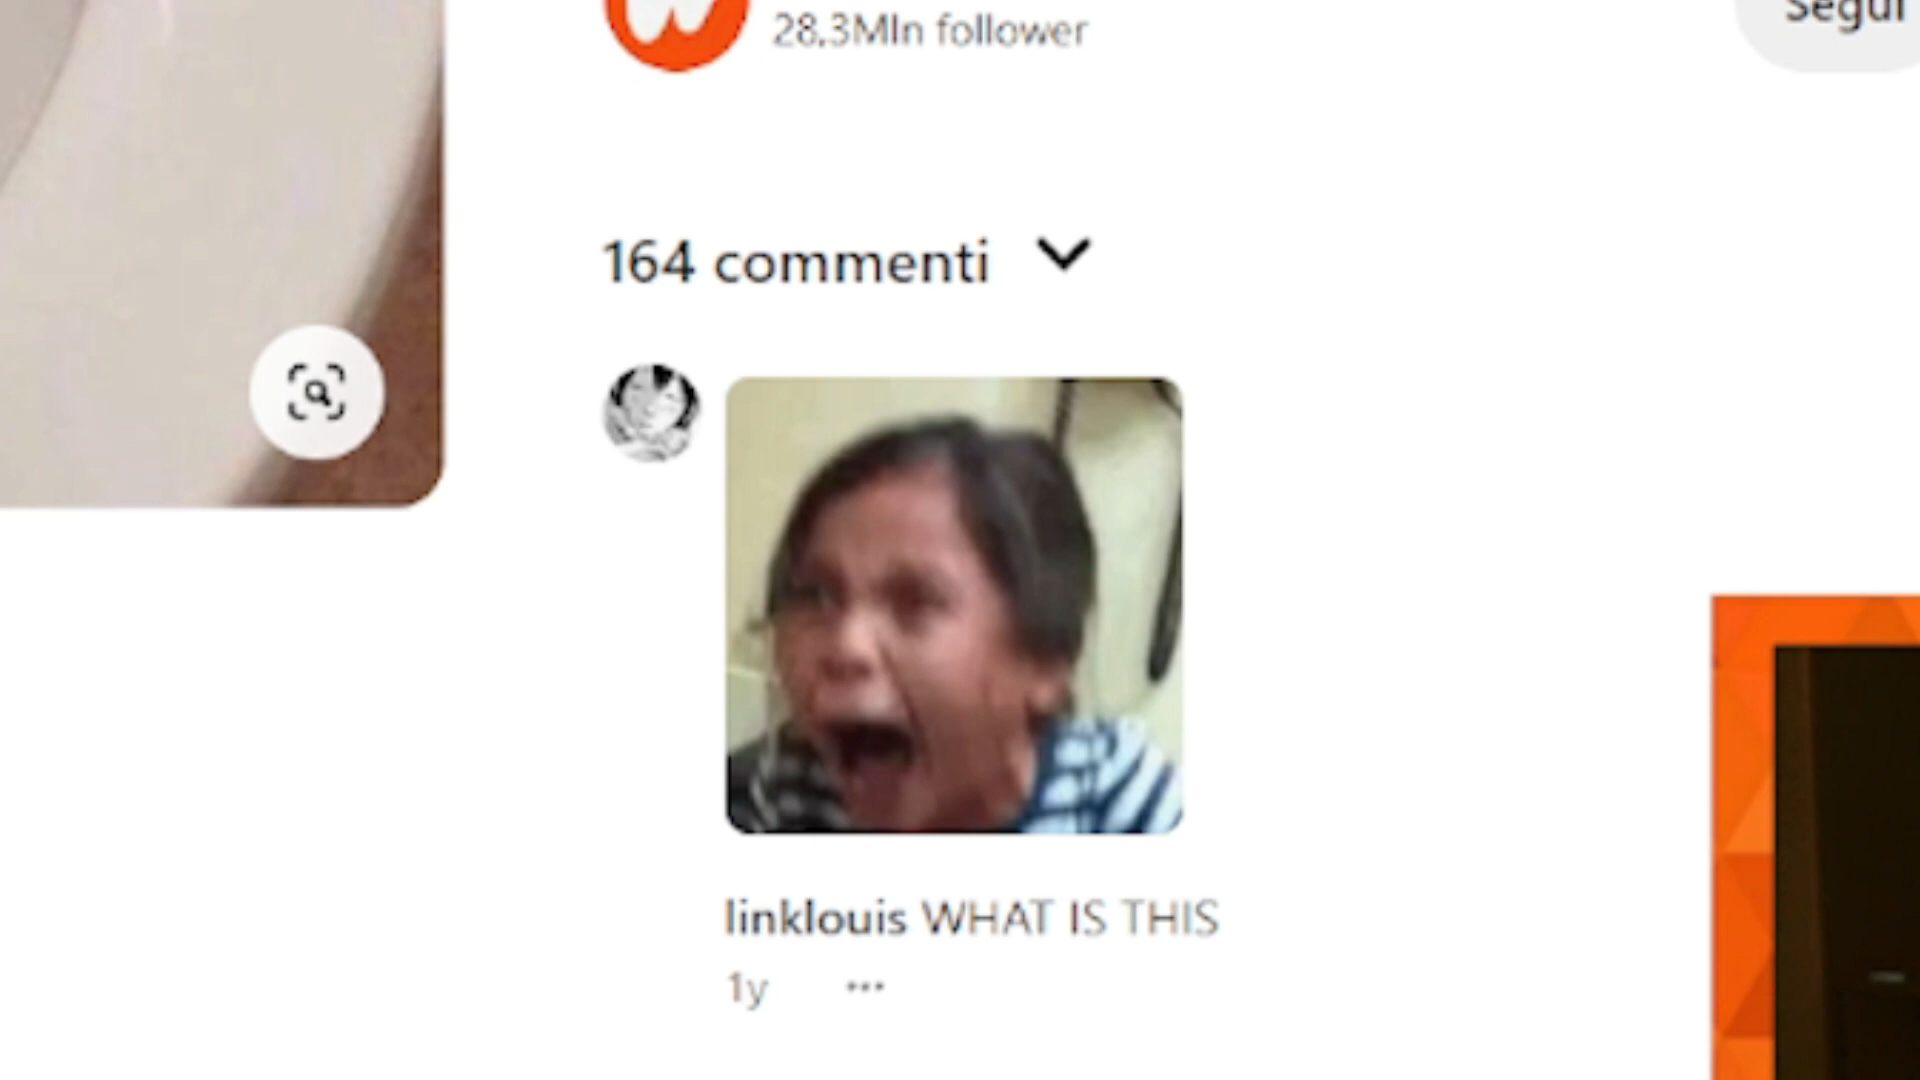 28,3Mln follower
Segui
164 commenti
linklouis WHAT IS THIS
1y